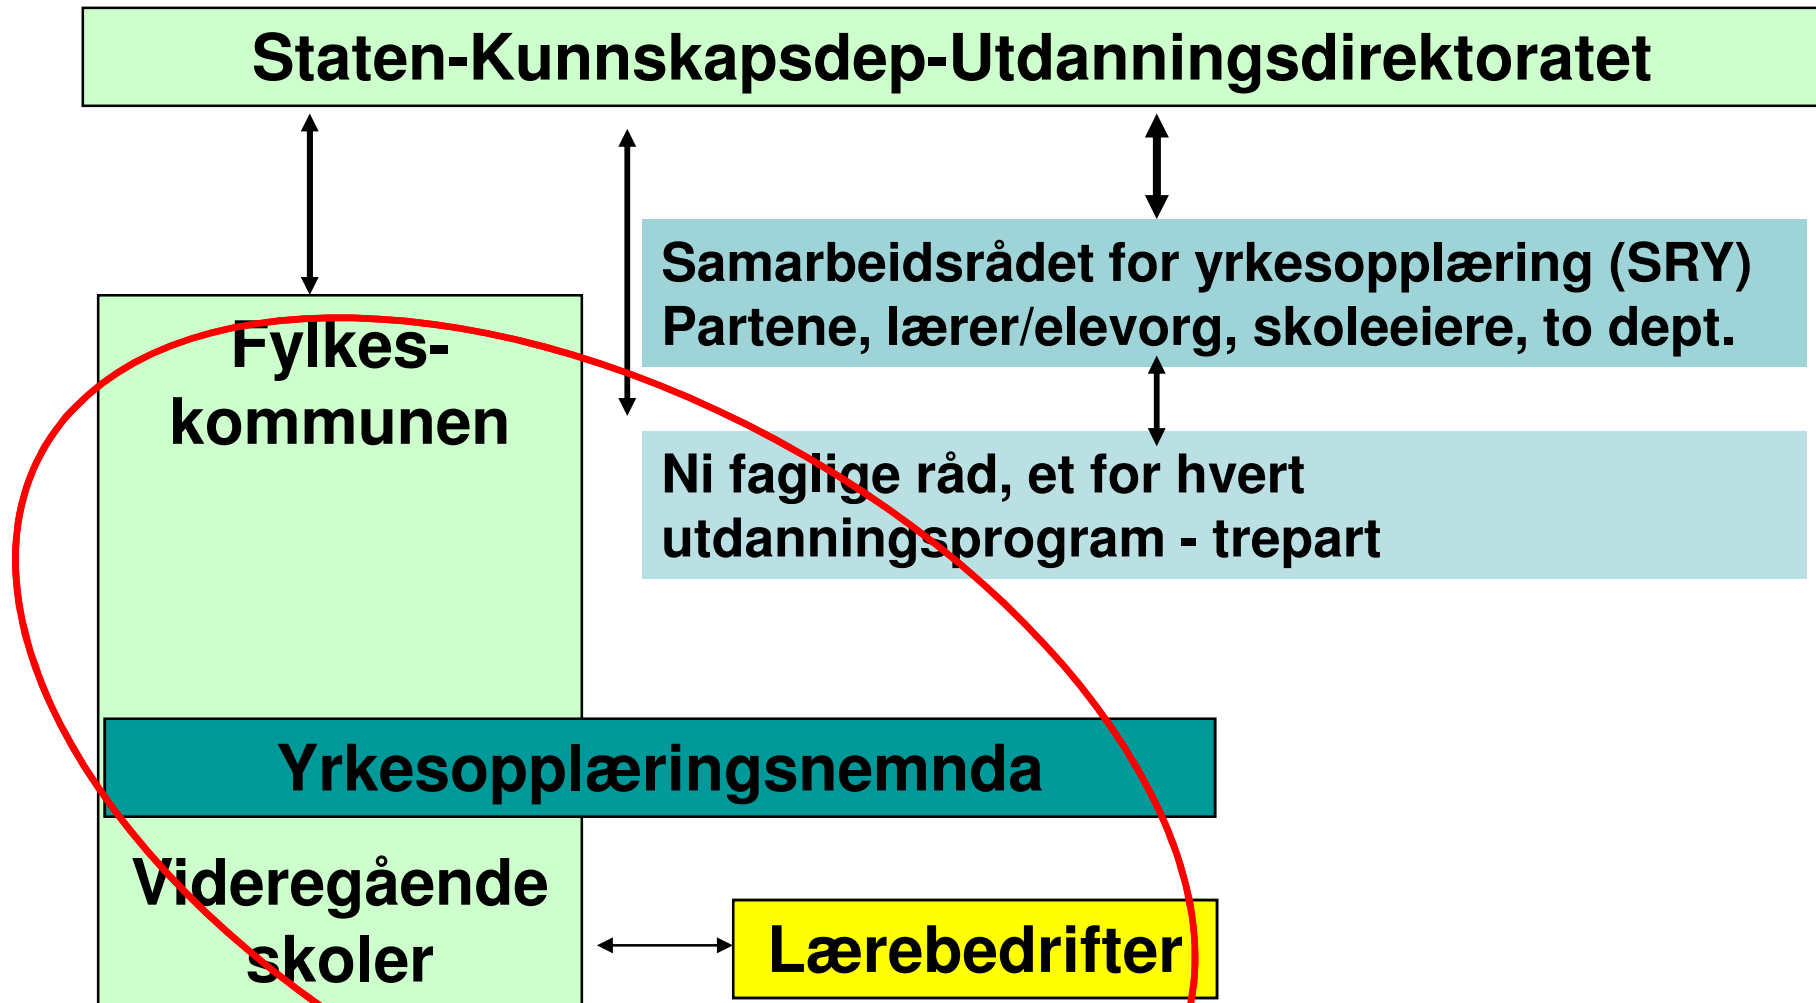 Staten-Kunnskapsdep-Utdanningsdirektoratet
Samarbeidsrådet for yrkesopplæring (SRY)
Partene, lærer/elevorg, skoleeiere, to dept.
Fylkes-
kommunen
Ni faglige råd, et for hvert
utdanningsprogram - trepart
Yrkesopplæringsnemnda
Videregående
skoler
Lærebedrifter